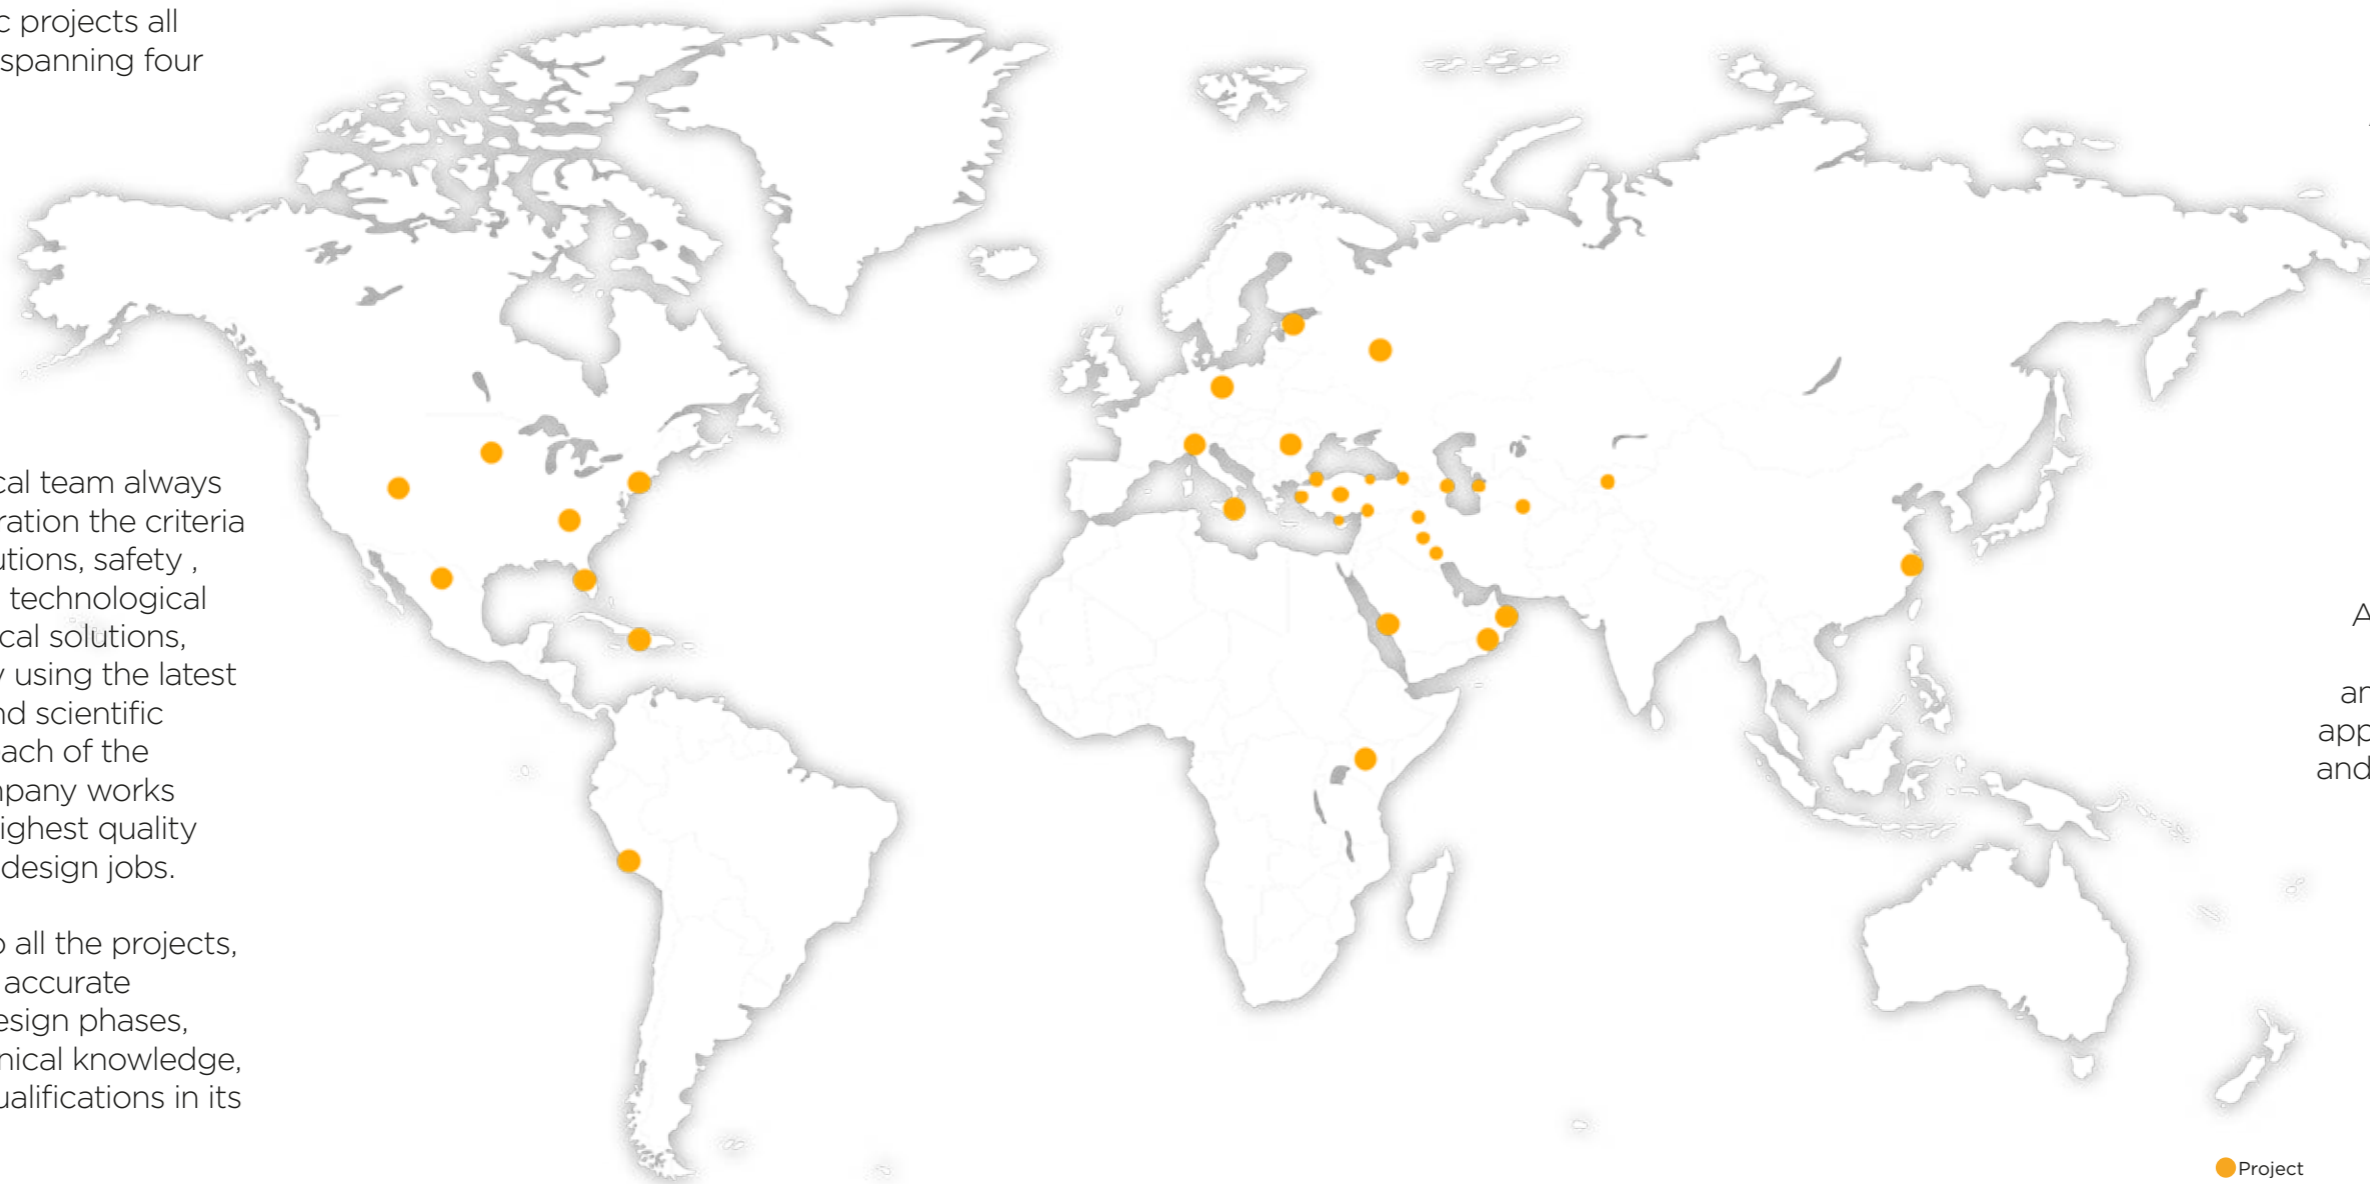 c projects all
spanning four
cal team always
ration the criteria
utions, safety ,
technological
cal solutions,
y using the latest
nd scientific
ach of the
mpany works
ighest quality
design jobs.
o all the projects,
accurate
esign phases,
nical knowledge,
ualifications in its
A
an
app
and
Project